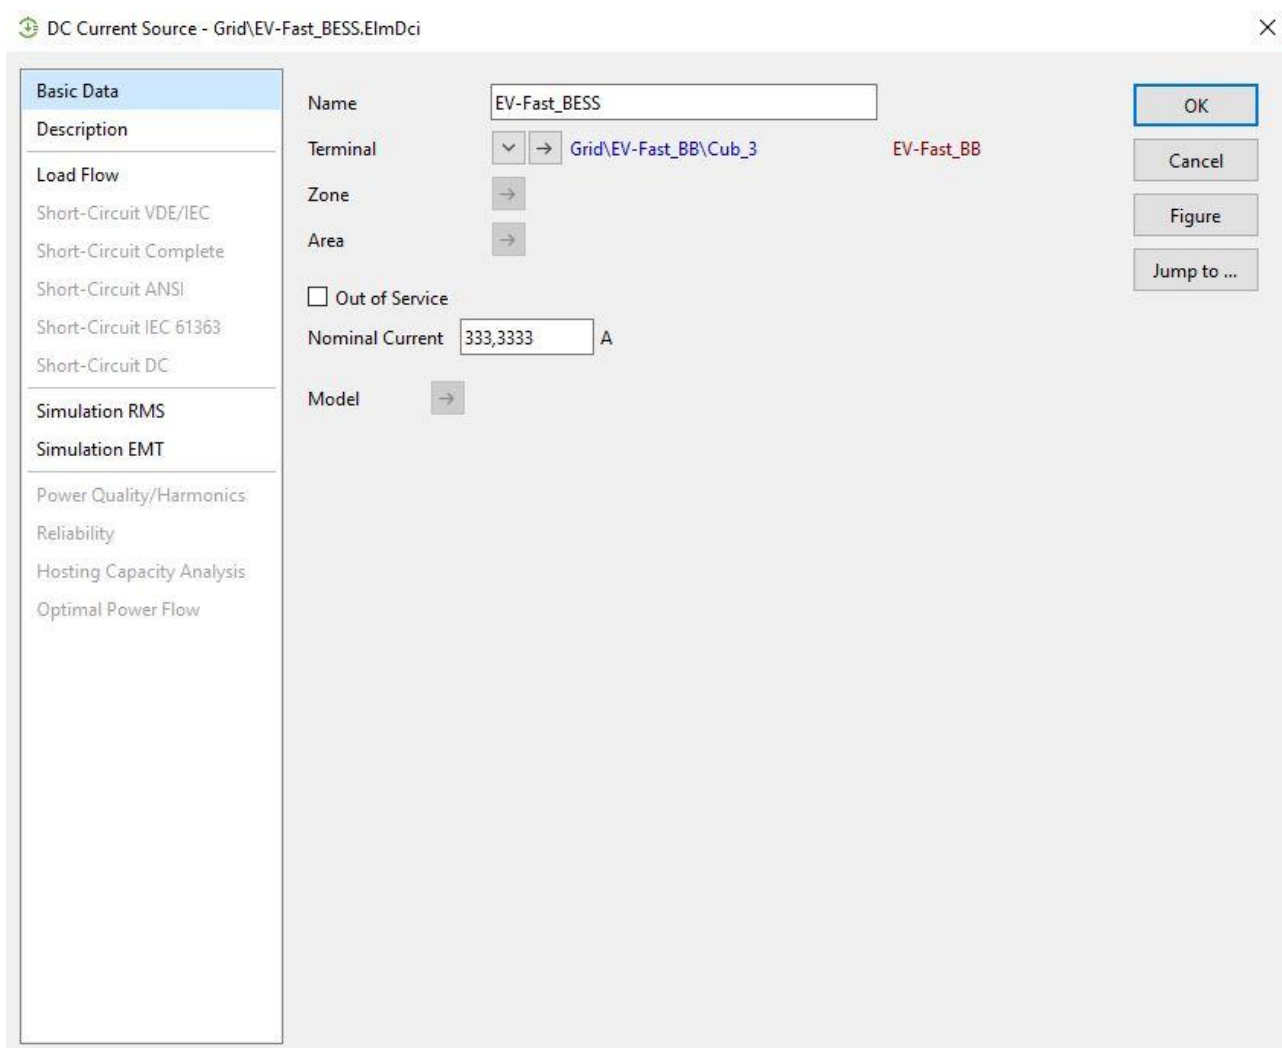 DC Current Source - Grid\EV-Fast_BESS.ElmDci
Basic Data
Description
Load Flow
Short-Circuit VDE/IEC
Short-Circuit Complete
Short-Circuit ANSI
Short-Circuit IEC 61363
Short-Circuit DC
Simulation RMS
Simulation EMT
Power Quality/Harmonics
Reliability
Hosting Capacity Analysis
Optimal Power Flow
Name EV-Fast_BESS
Terminal Grid\EV-Fast_BB\Cub_3 EV-Fast_BB
Zone
Area
Out of Service
Nominal Current 333,3333 A
Model
OK
Cancel
Figure
Jump to ...